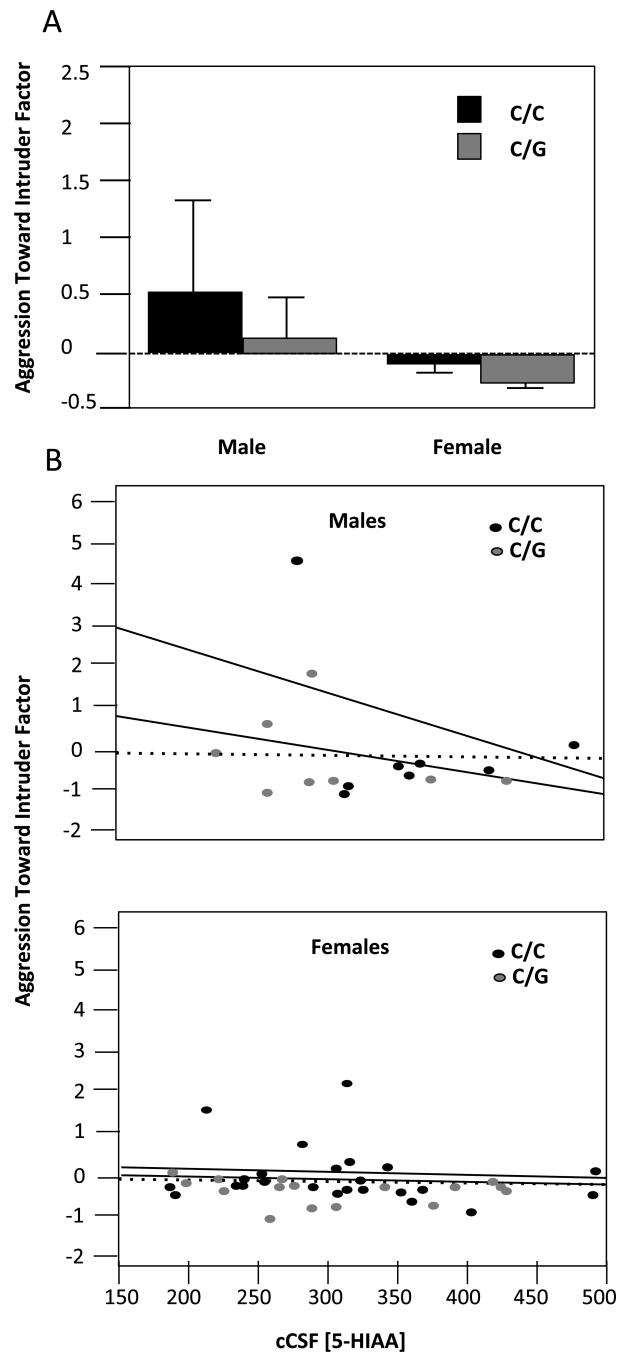 A
Aggression Toward Intruder Factor
2.5
2
1.5
1
0.5
0
-0.5
C/C
C/G
Male Female
B
Aggression Toward Intruder Factor
6
5
4
3
2
1
0
-1
-2
Males
C/C
C/G
6
5
4
3
2
1
0
-1
-2
Females
C/C
C/G
150 200 250 300 350 400 450 500
cCSF [5-HIAA]